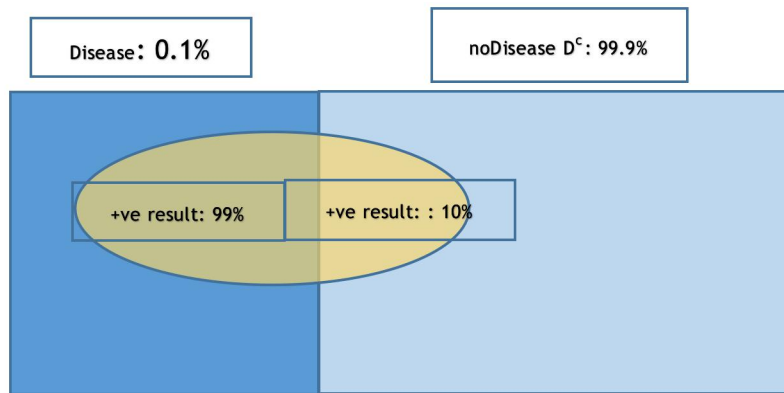 Disease: 0.1%
noDisease Dᶜ: 99.9%
+ve result: 99%
+ve result: : 10%